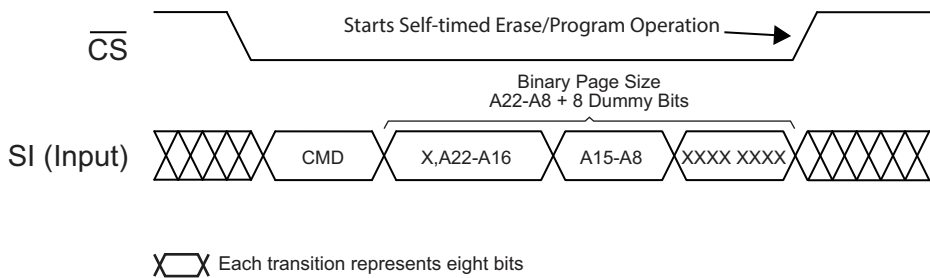 Starts Self-timed Erase/Program Operation
CS
Binary Page Size
A22-A8 + 8 Dummy Bits
SI (Input)
CMD
X,A22-A16
A15-A8
XXXX XXXX
Each transition represents eight bits